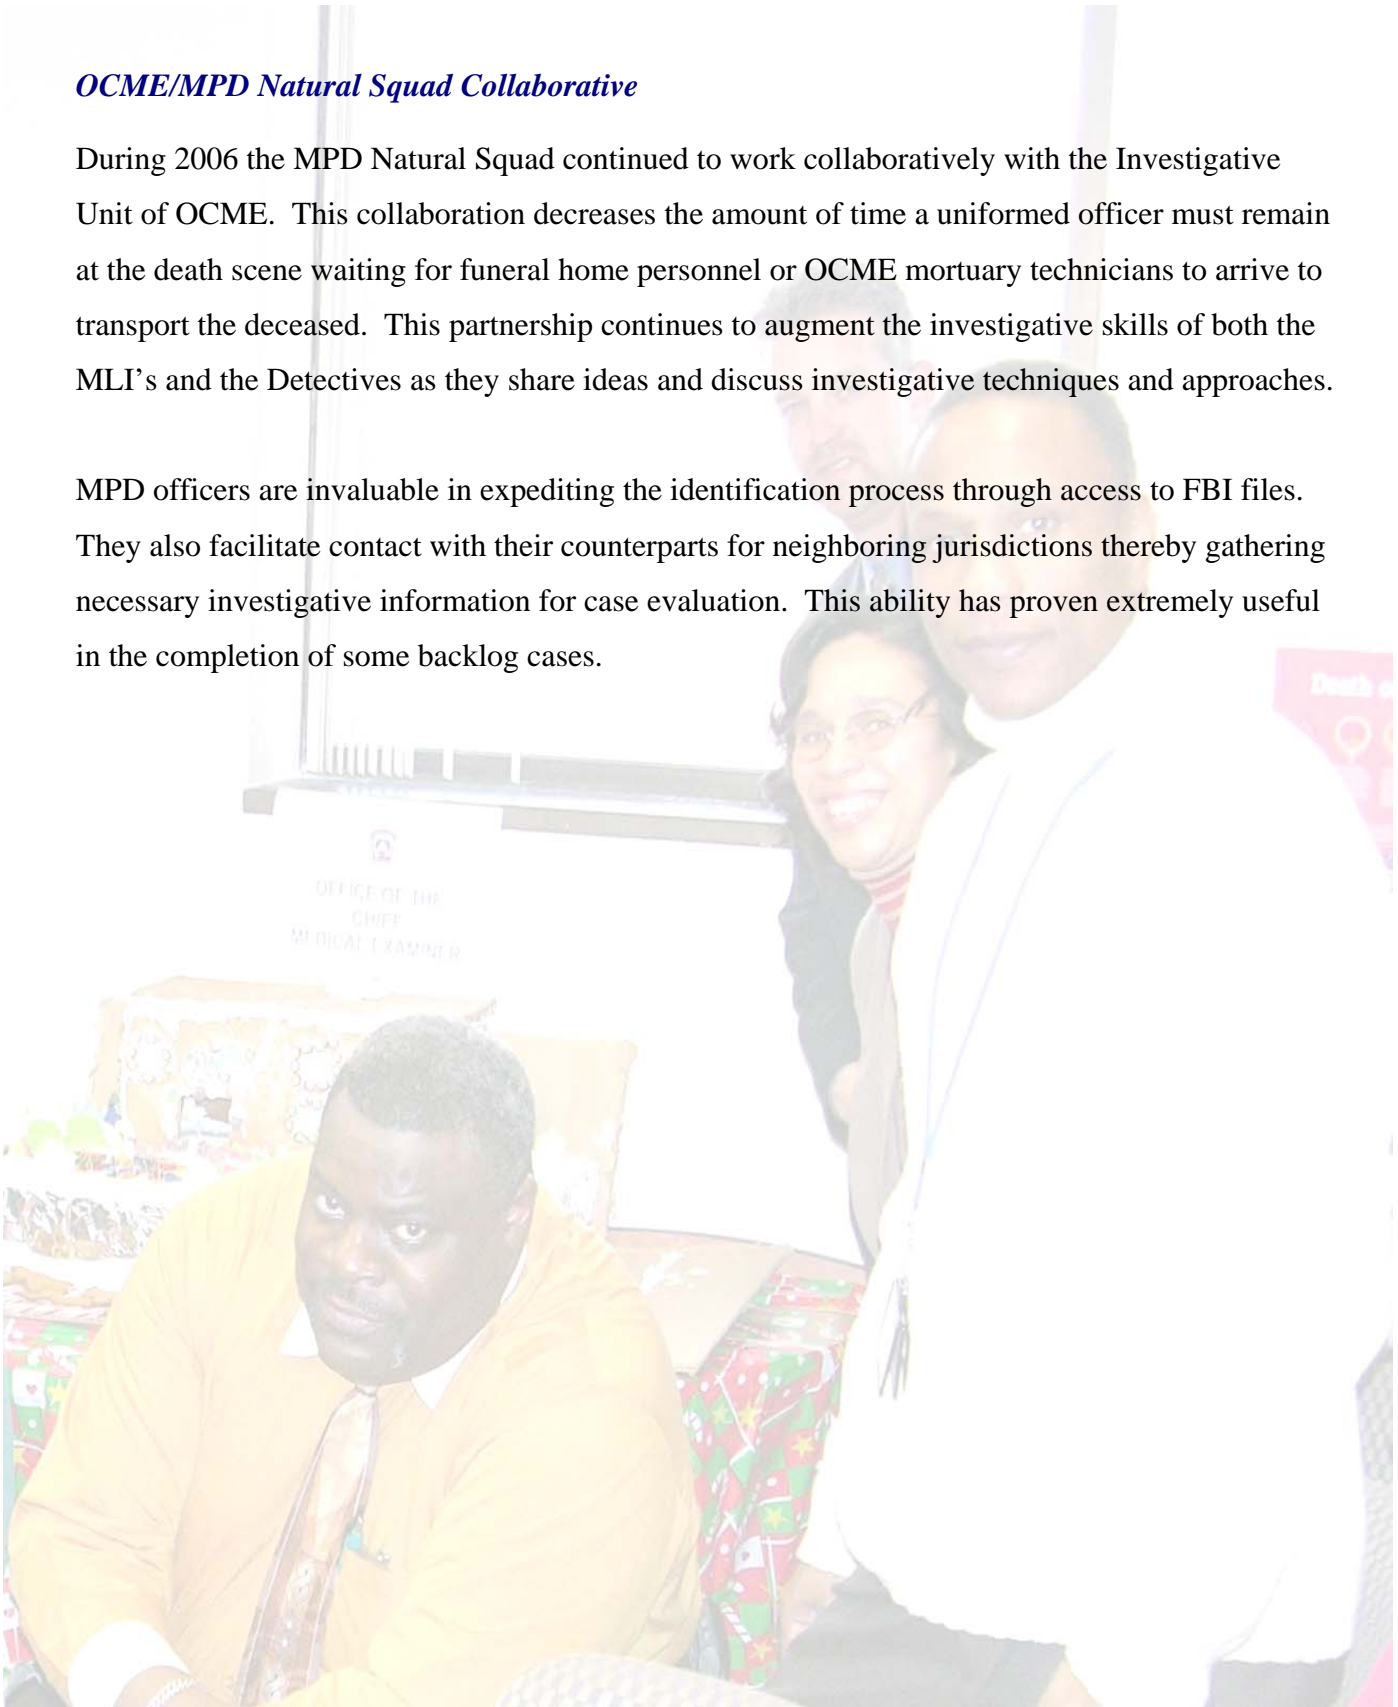 OCME/MPD Natural Squad Collaborative
During 2006 the MPD Natural Squad continued to work collaboratively with the Investigative
Unit of OCME.  This collaboration decreases the amount of time a uniformed officer must remain
at the death scene waiting for funeral home personnel or OCME mortuary technicians to arrive to
transport the deceased.  This partnership continues to augment the investigative skills of both the
MLI’s and the Detectives as they share ideas and discuss investigative techniques and approaches.
MPD officers are invaluable in expediting the identification process through access to FBI files.
They also facilitate contact with their counterparts for neighboring jurisdictions thereby gathering
necessary investigative information for case evaluation.  This ability has proven extremely useful
in the completion of some backlog cases.
Death
OFFICE OF THE
CHIEF
MEDICAL EXAMINER